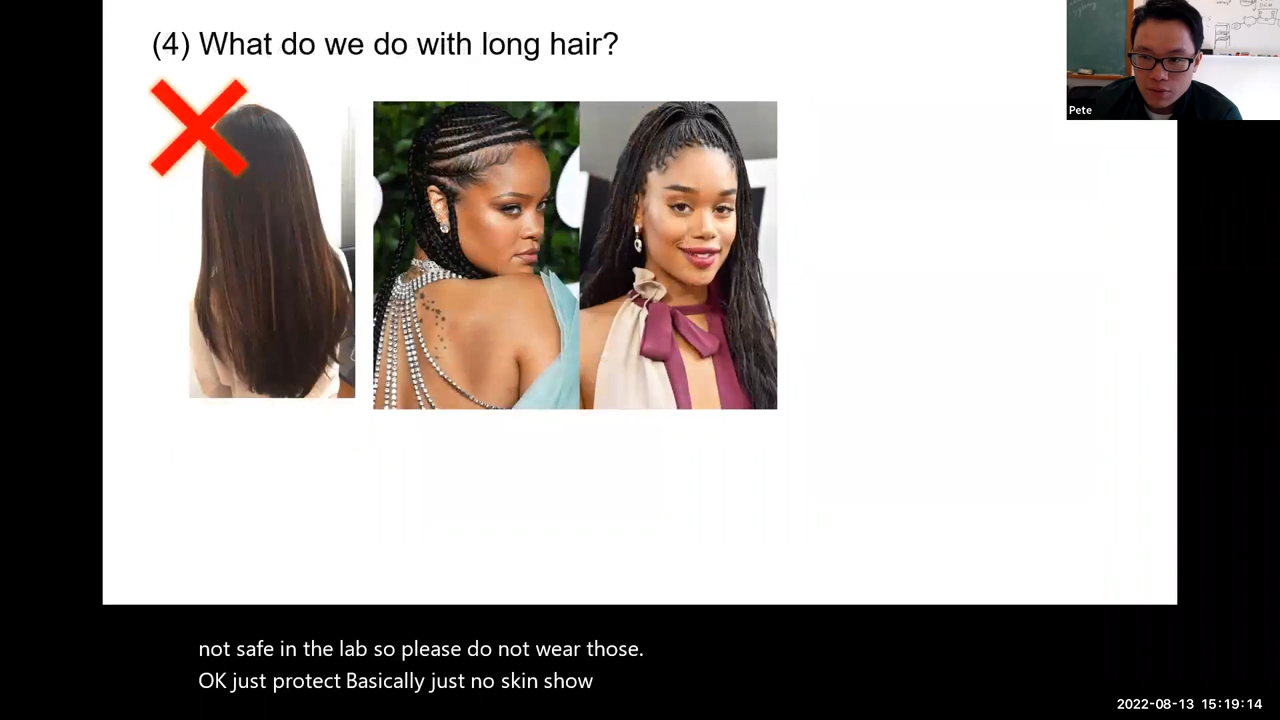 (4) What do we do with long hair?
Pete
not safe in the lab so please do not wear those.
OK just protect Basically just no skin show
2022-08-13 15:19:14